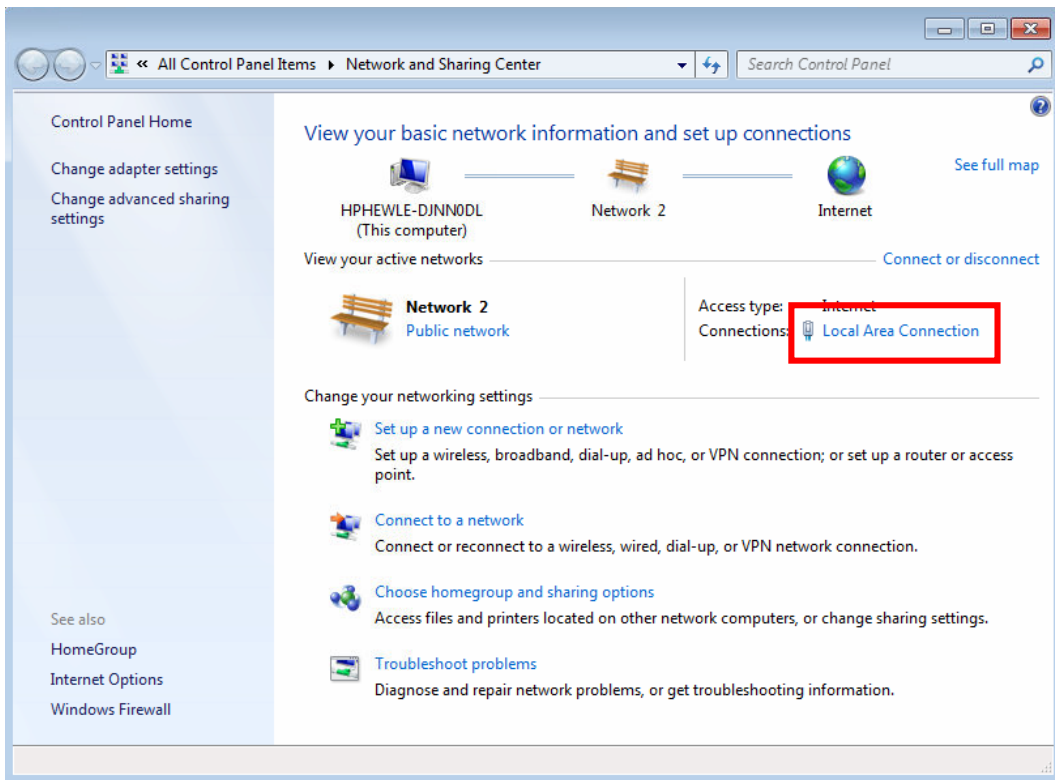 « All Control Panel Items ▸ Network and Sharing Center
Search Control Panel
Control Panel Home
Change adapter settings
Change advanced sharing
settings
View your basic network information and set up connections
See full map
HPHEWLE-DJNN0DL
(This computer)
Network 2
Internet
View your active networks
Connect or disconnect
Network 2
Public network
Access type:
Internet
Connections:
Local Area Connection
Change your networking settings
Set up a new connection or network
Set up a wireless, broadband, dial-up, ad hoc, or VPN connection; or set up a router or access
point.
Connect to a network
Connect or reconnect to a wireless, wired, dial-up, or VPN network connection.
Choose homegroup and sharing options
Access files and printers located on other network computers, or change sharing settings.
Troubleshoot problems
Diagnose and repair network problems, or get troubleshooting information.
See also
HomeGroup
Internet Options
Windows Firewall